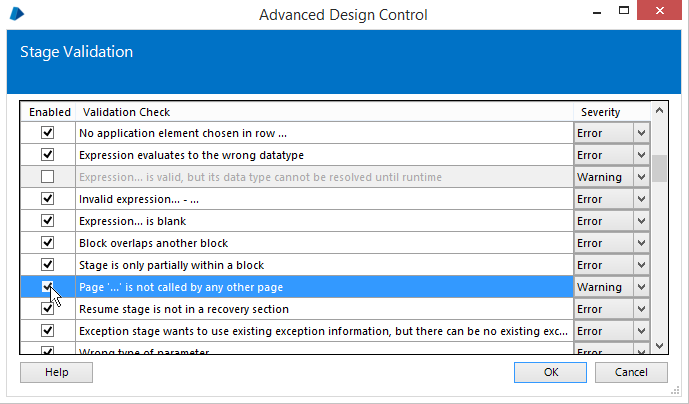 Advanced Design Control
Stage Validation
Enabled Validation Check Severity
No application element chosen in row ... Error
Expression evaluates to the wrong datatype Error
Expression... is valid, but its data type cannot be resolved until runtime Warning
Invalid expression... - ... Error
Expression... is blank Error
Block overlaps another block Error
Stage is only partially within a block Error
Page '...' is not called by any other page Warning
Resume stage is not in a recovery section Error
Exception stage wants to use existing exception information, but there can be no existing exc... Error
Wrong type of parameter Error
Help OK Cancel